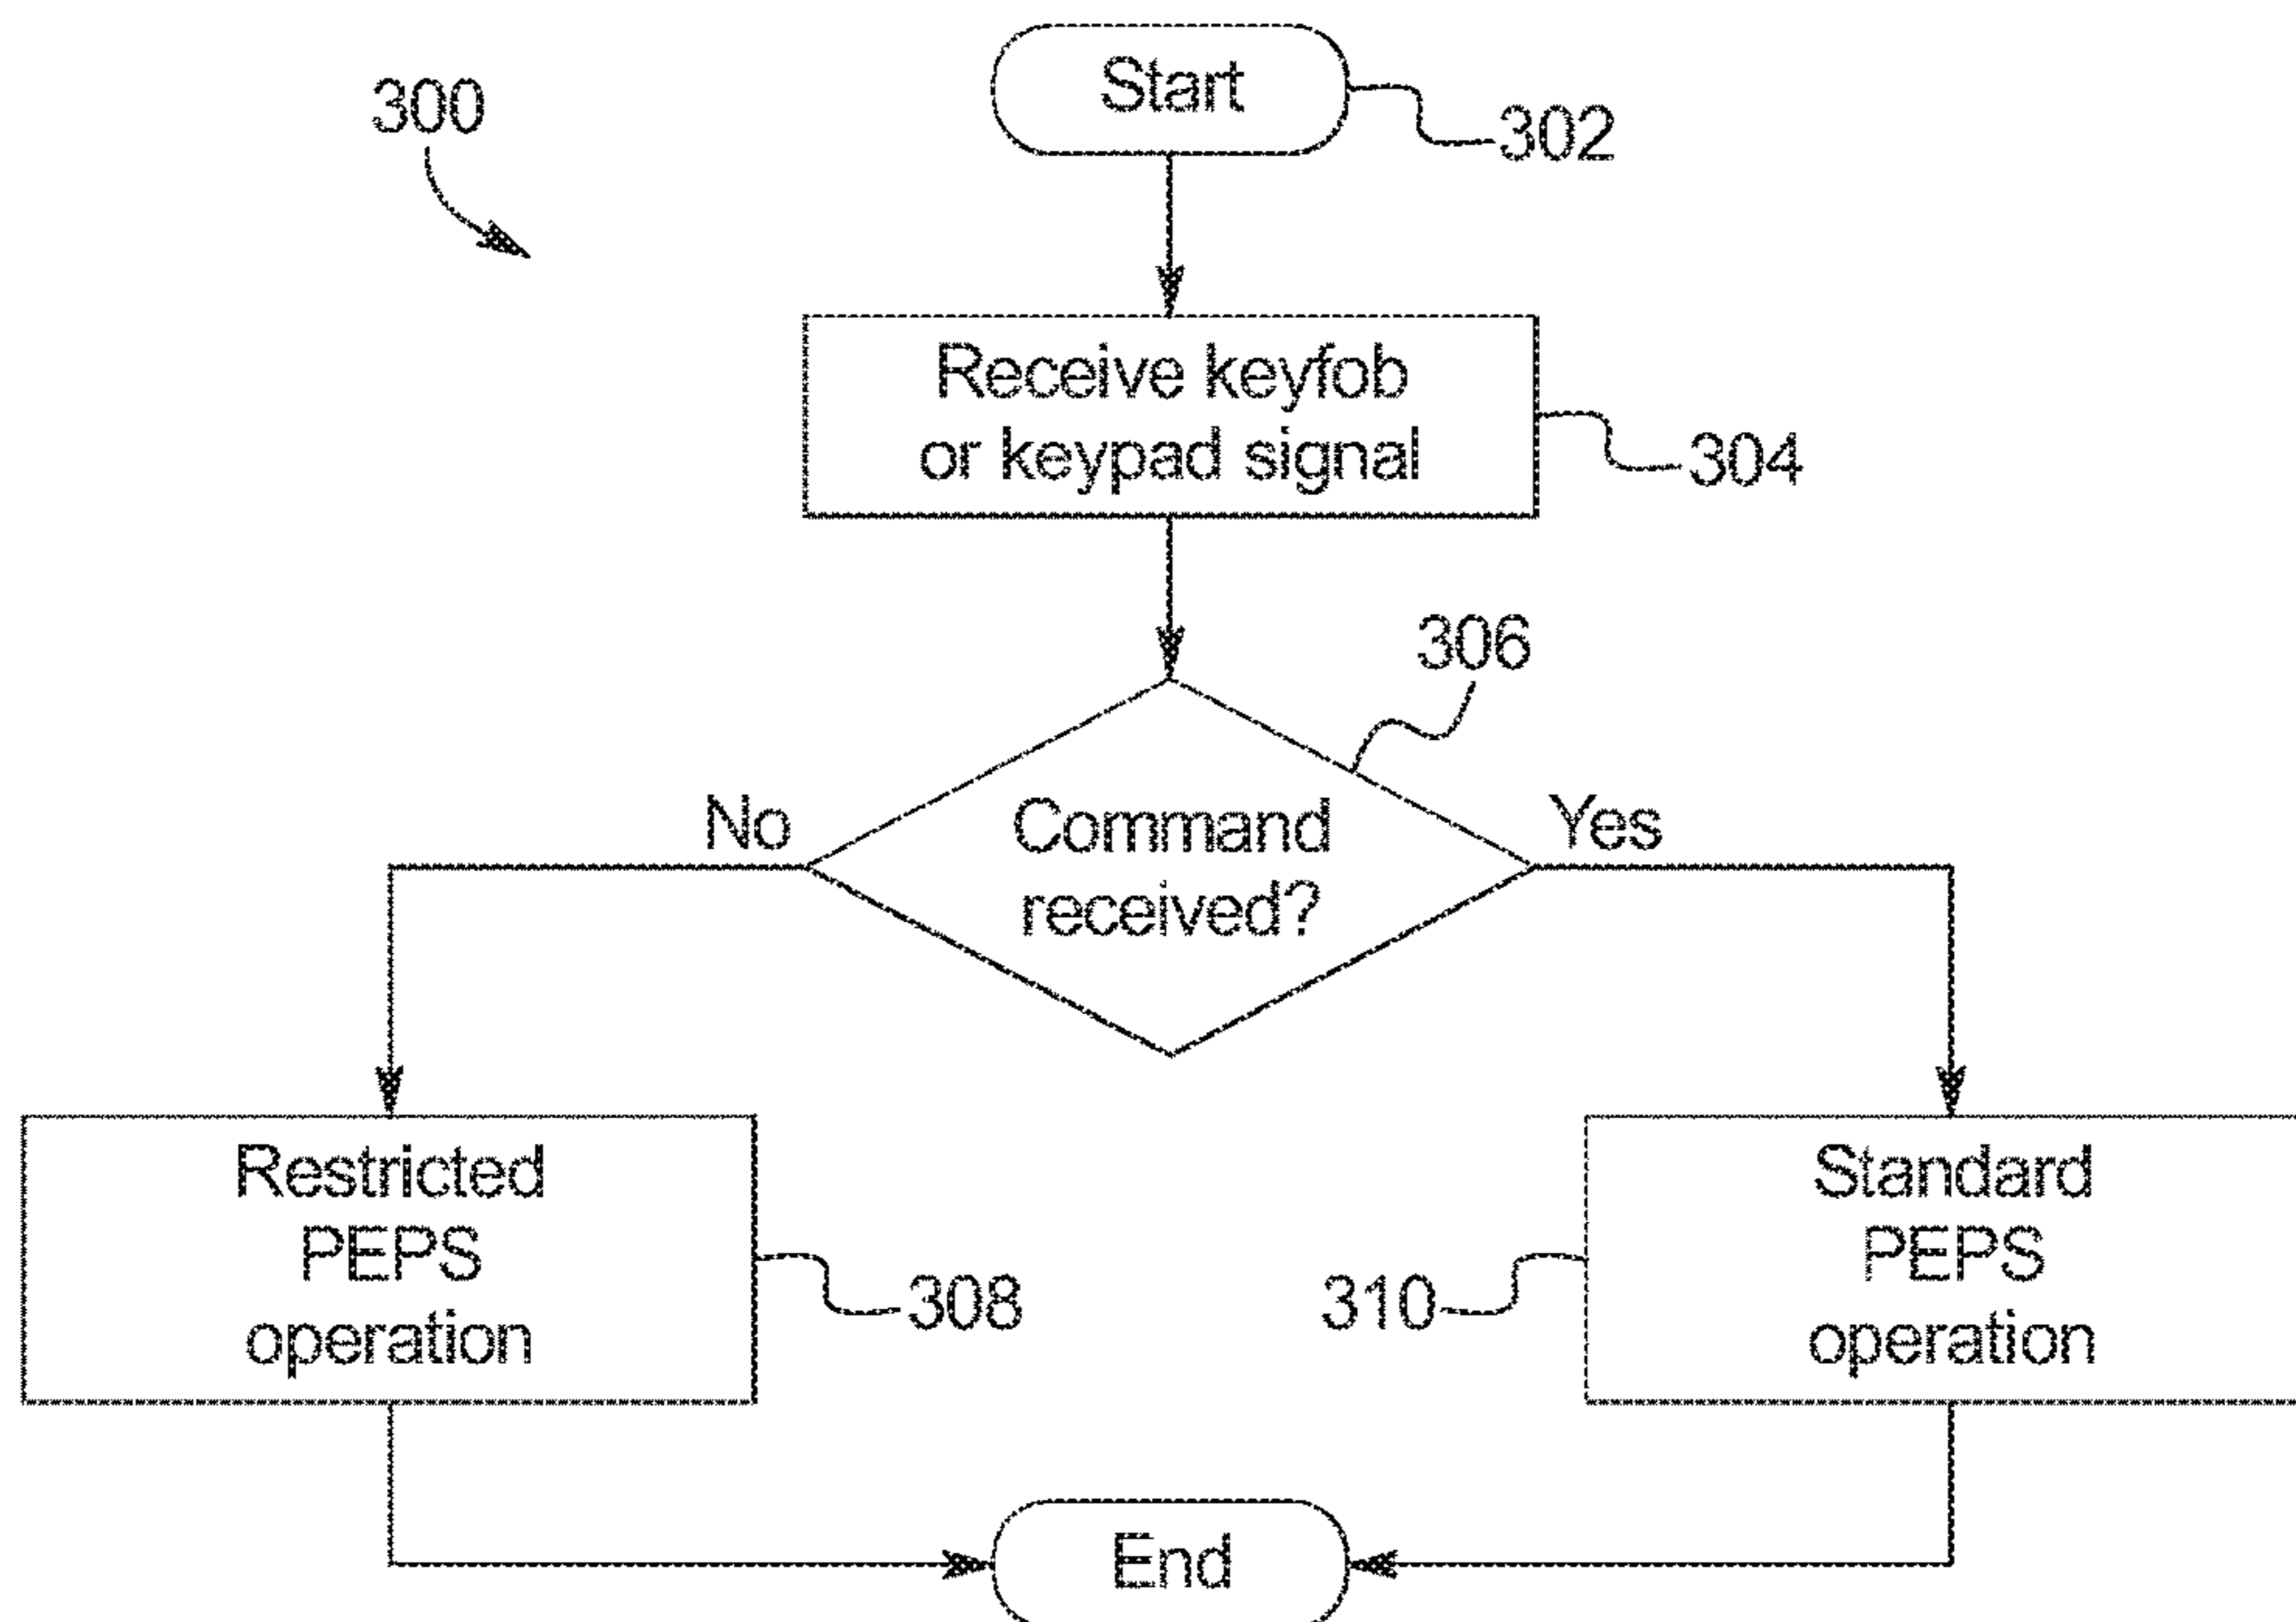 Start
300
302
Receive keyfob
or keypad signal
304
306
No
Command
received?
Yes
Restricted
PEPS
operation
308
310
Standard
PEPS
operation
End